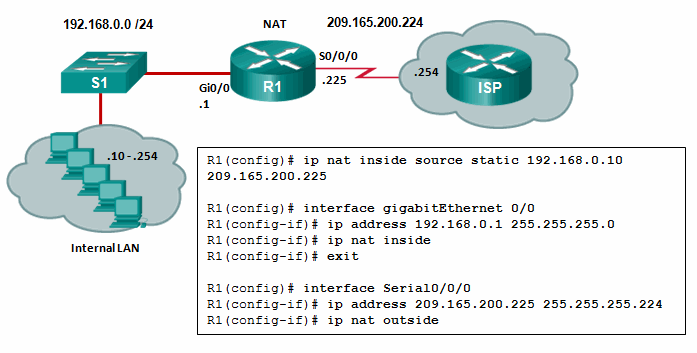 192.168.0.0 /24
NAT
209.165.200.224
S0/0/0
S1
Gi0/0
.1
R1
.225
.254
ISP
.10 - .254
Internal LAN
R1(config)# ip nat inside source static 192.168.0.10
209.165.200.225
R1(config)# interface gigabitEthernet 0/0
R1(config-if)# ip address 192.168.0.1 255.255.255.0
R1(config-if)# ip nat inside
R1(config-if)# exit
R1(config)# interface Serial0/0/0
R1(config-if)# ip address 209.165.200.225 255.255.255.224
R1(config-if)# ip nat outside